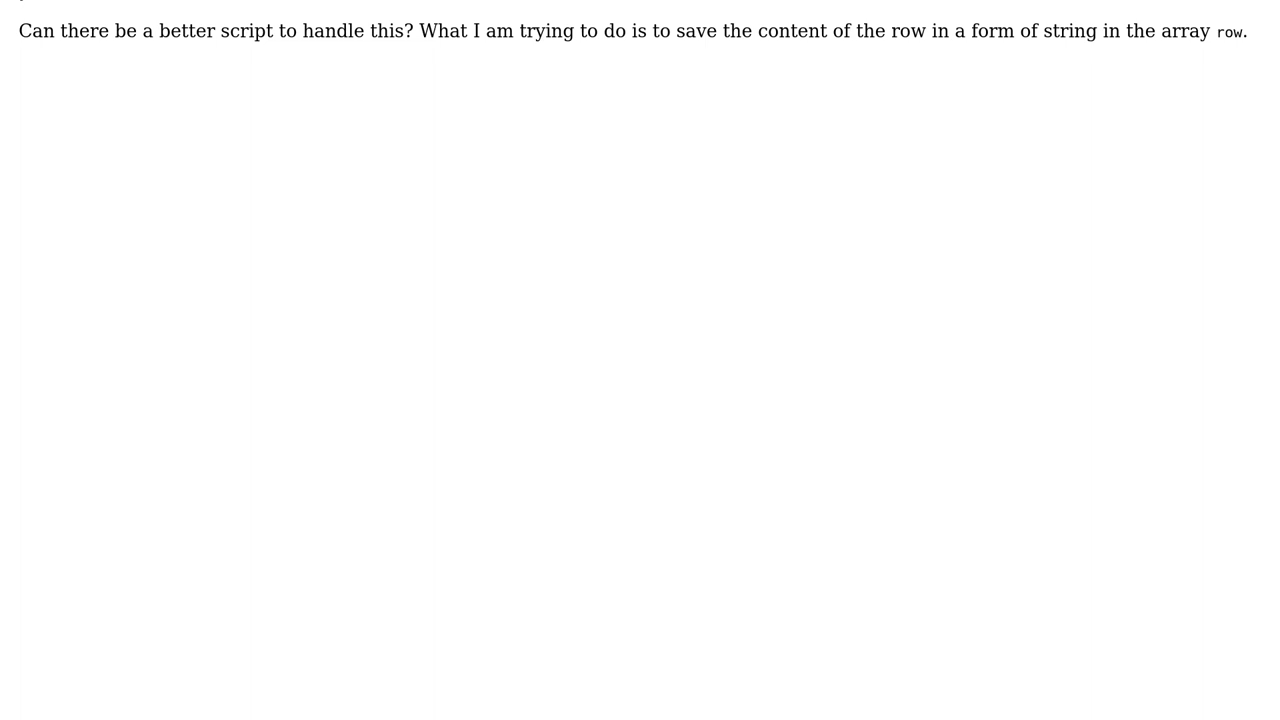 Can there be a better script to handle this? What I am trying to do is to save the content of the row in a form of string in the array row.